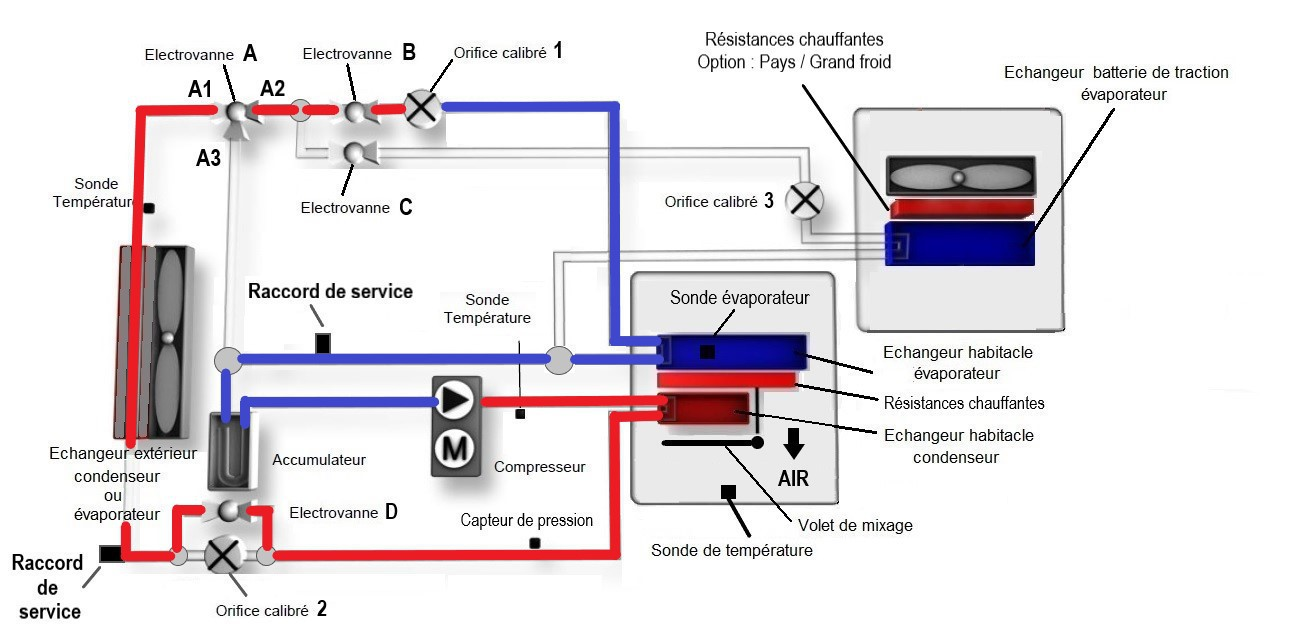 Résistances chauffantes
Option : Pays / Grand froid
Electrovanne A
Electrovanne B
Orifice calibré 1
Echangeur batterie de traction
évaporateur
A1
A2
A3
Sonde
Température
Electrovanne C
Orifice calibré 3
Raccord de service
Sonde
Température
Sonde évaporateur
Echangeur habitacle
évaporateur
Résistances chauffantes
Echangeur habitacle
condenseur
M
Echangeur extérieur
condenseur
ou
évaporateur
Accumulateur
Compresseur
AIR
Electrovanne D
Capteur de pression
Volet de mixage
Sonde de température
Raccord
de
service
Orifice calibré 2